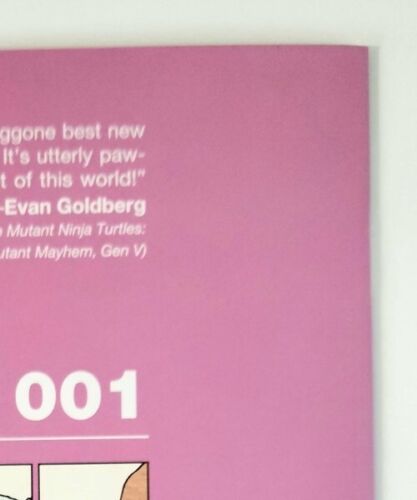 ggone best new
It's utterly paw-
t of this world!"
-Evan Goldberg
Mutant Ninja Turtles:
utant Mayhem, Gen V)
001